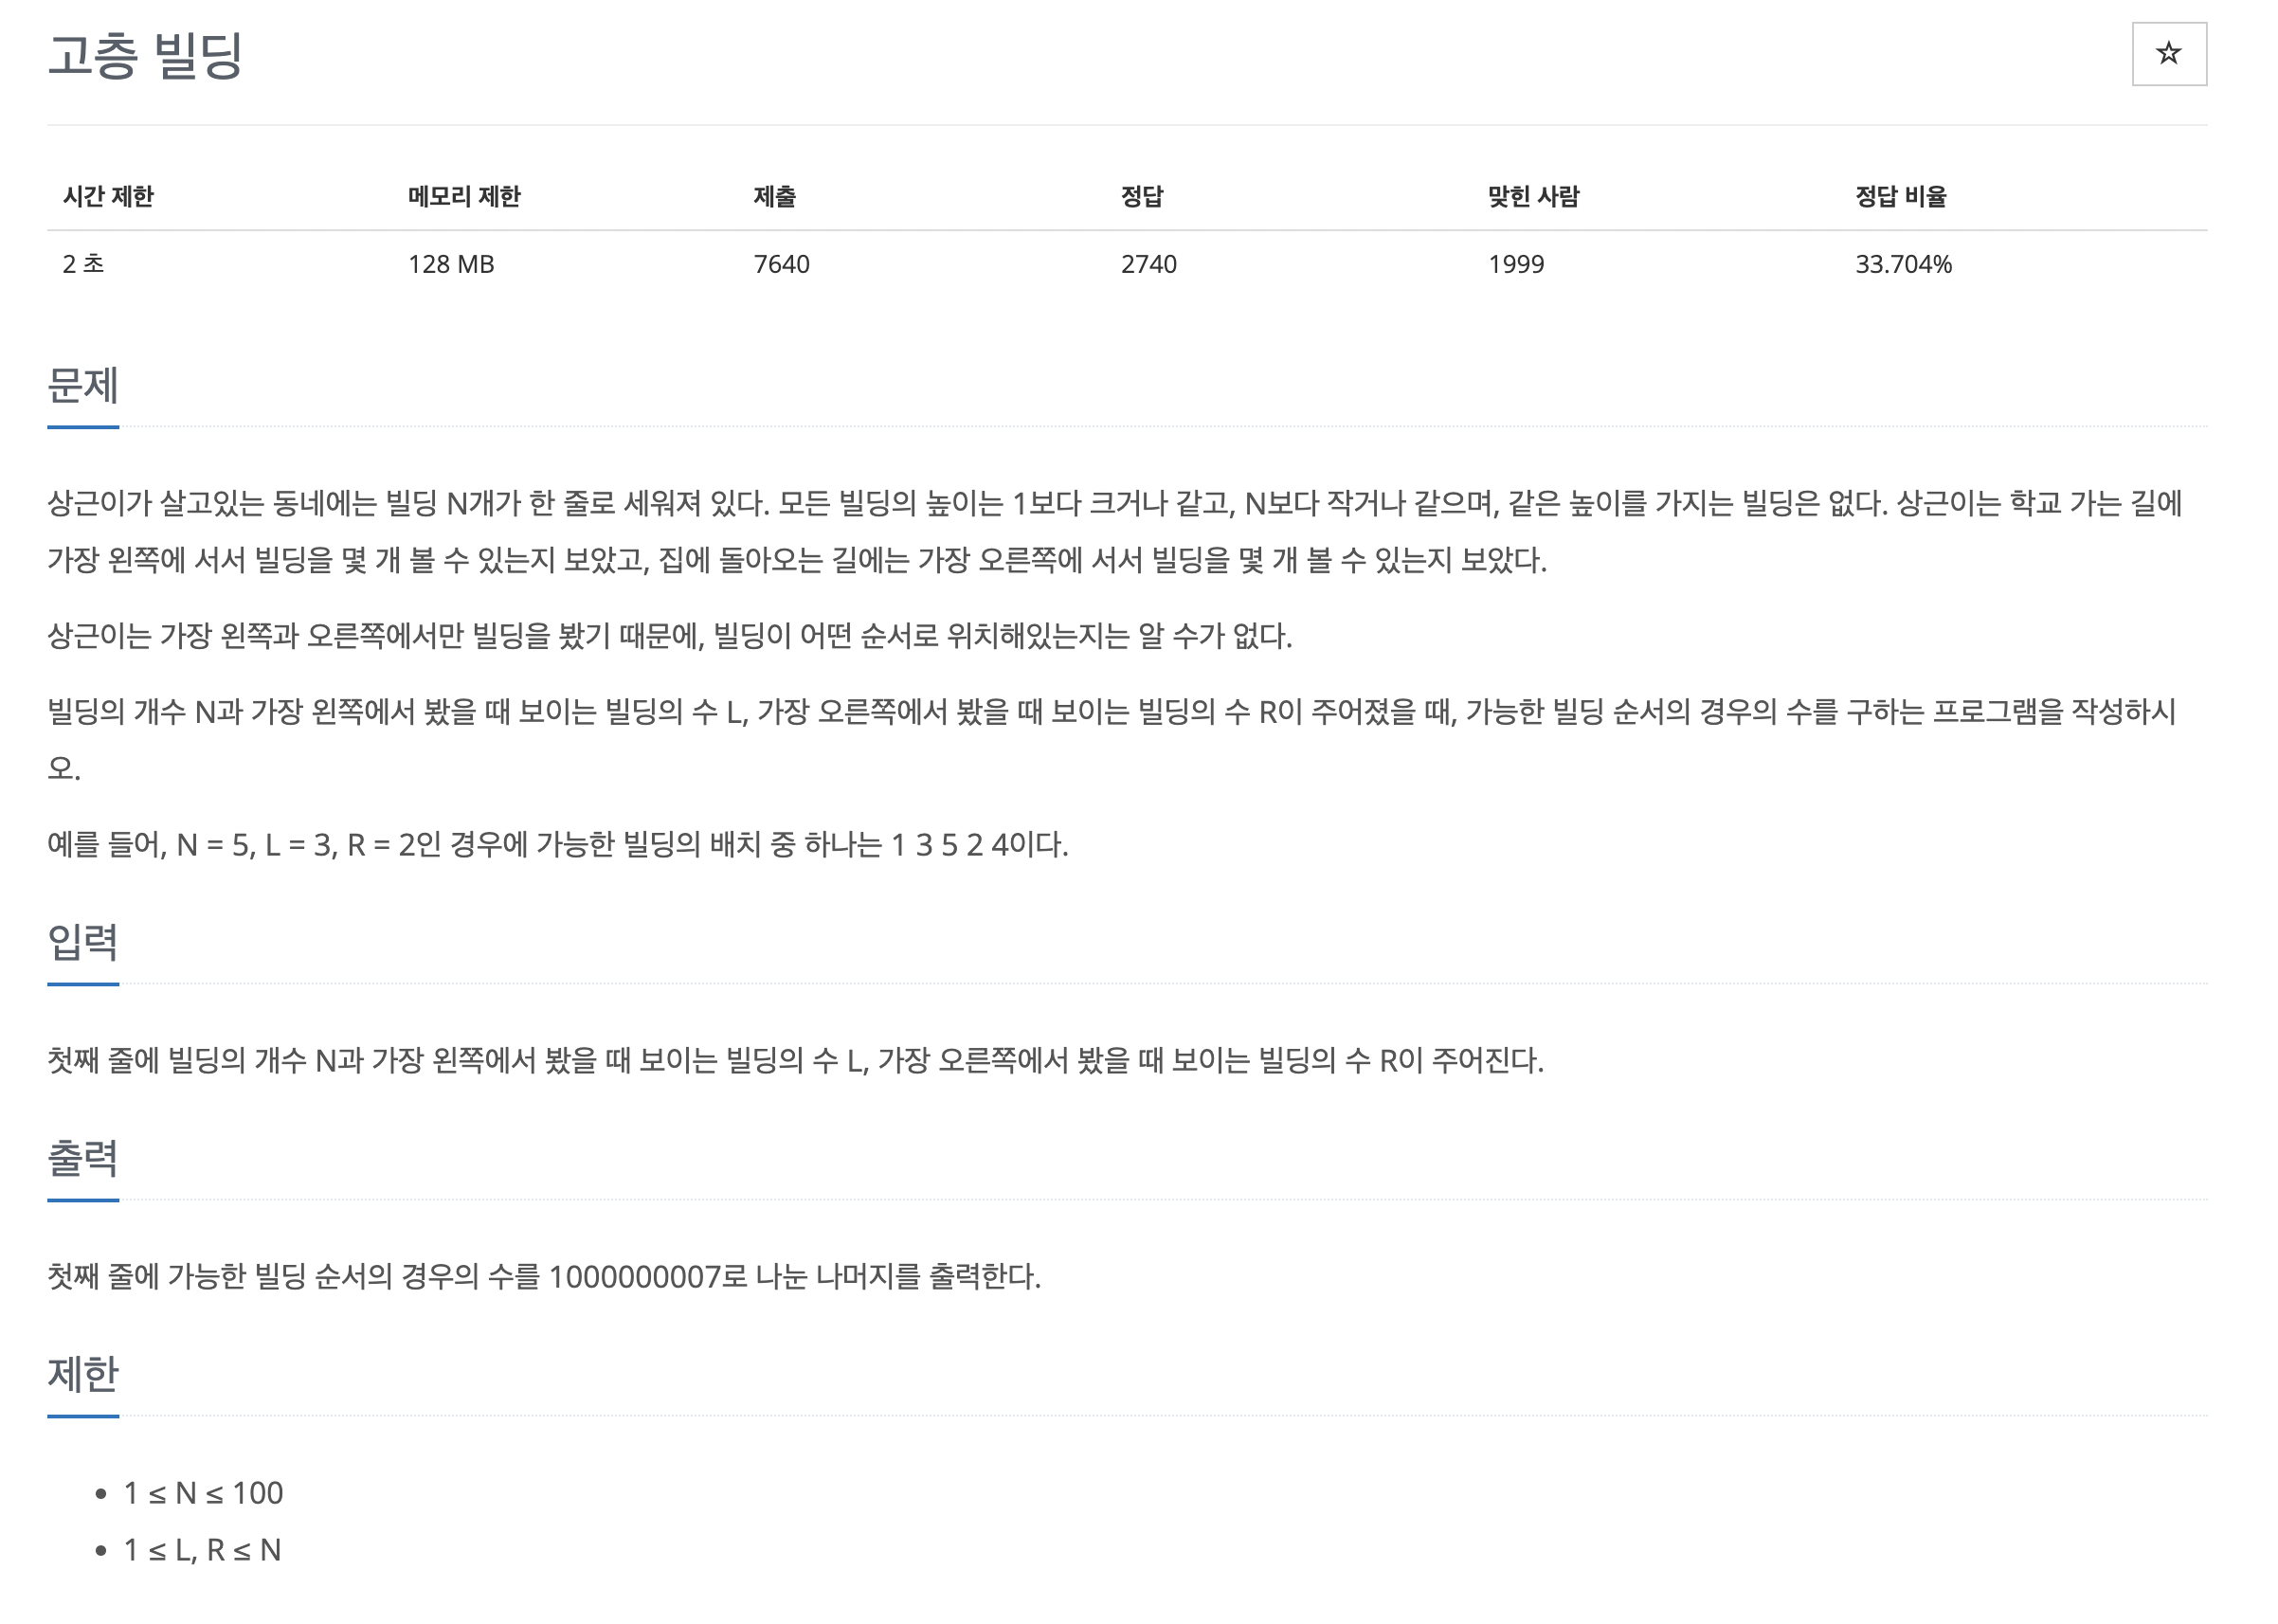 고층 빌딩
시간 제한 메모리 제한 제출 정답 맞힌 사람 정답 비율
2 초 128 MB 7640 2740 1999 33.704%
문제
상근이가 살고있는 동네에는 빌딩 N개가 한 줄로 세워져 있다. 모든 빌딩의 높이는 1보다 크거나 같고, N보다 작거나 같으며, 같은 높이를 가지는 빌딩은 없다. 상근이는 학교 가는 길에
가장 왼쪽에 서서 빌딩을 몇 개 볼 수 있는지 보았고, 집에 돌아오는 길에는 가장 오른쪽에 서서 빌딩을 몇 개 볼 수 있는지 보았다.
상근이는 가장 왼쪽과 오른쪽에서만 빌딩을 봤기 때문에, 빌딩이 어떤 순서로 위치해있는지는 알 수가 없다.
빌딩의 개수 N과 가장 왼쪽에서 봤을 때 보이는 빌딩의 수 L, 가장 오른쪽에서 봤을 때 보이는 빌딩의 수 R이 주어졌을 때, 가능한 빌딩 순서의 경우의 수를 구하는 프로그램을 작성하시
오.
예를 들어, N = 5, L = 3, R = 2인 경우에 가능한 빌딩의 배치 중 하나는 1 3 5 2 4이다.
입력
첫째 줄에 빌딩의 개수 N과 가장 왼쪽에서 봤을 때 보이는 빌딩의 수 L, 가장 오른쪽에서 봤을 때 보이는 빌딩의 수 R이 주어진다.
출력
첫째 줄에 가능한 빌딩 순서의 경우의 수를 1000000007로 나눈 나머지를 출력한다.
제한
• 1 ≤ N ≤ 100
• 1 ≤ L, R ≤ N